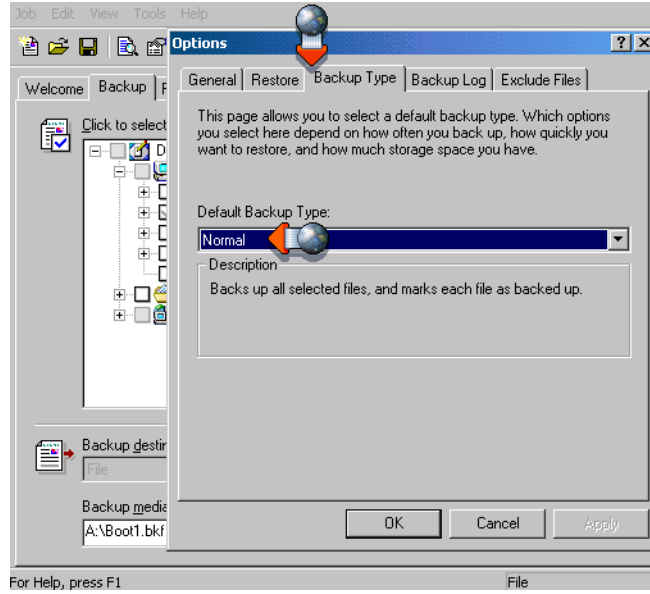 Job Edit View Tools Help
Options
Welcome Backup
General Restore Backup Type Backup Log Exclude Files
Click to select
This page allows you to select a default backup type. Which options
you select here depend on how often you back up, how quickly you
want to restore, and how much storage space you have.
D
Default Backup Type:
Normal
Description
Backs up all selected files, and marks each file as backed up.
Backup destin
File
Backup media
A:\Boot1.bkf
OK Cancel Apply
For Help, press F1 File